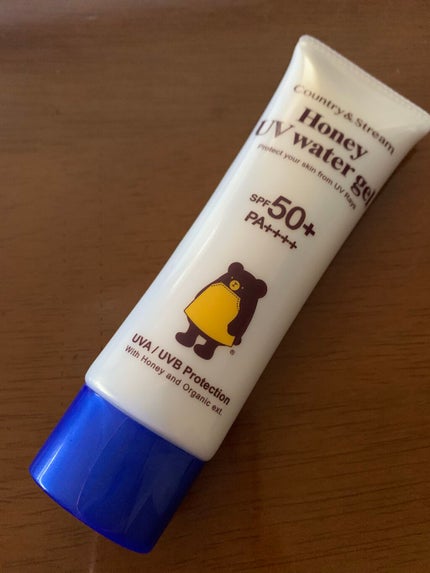 Country&Stream
Honey
UV water gel
Protect your skin from UV Rays
SPF50+
PA++++
®
UVA / UVB Protection
With Honey and Organic ext.